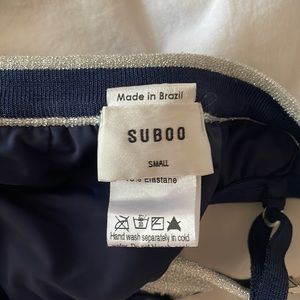 Made in Brazil
SUBOO
SMALL
Elastane
Hand wash separately in cold